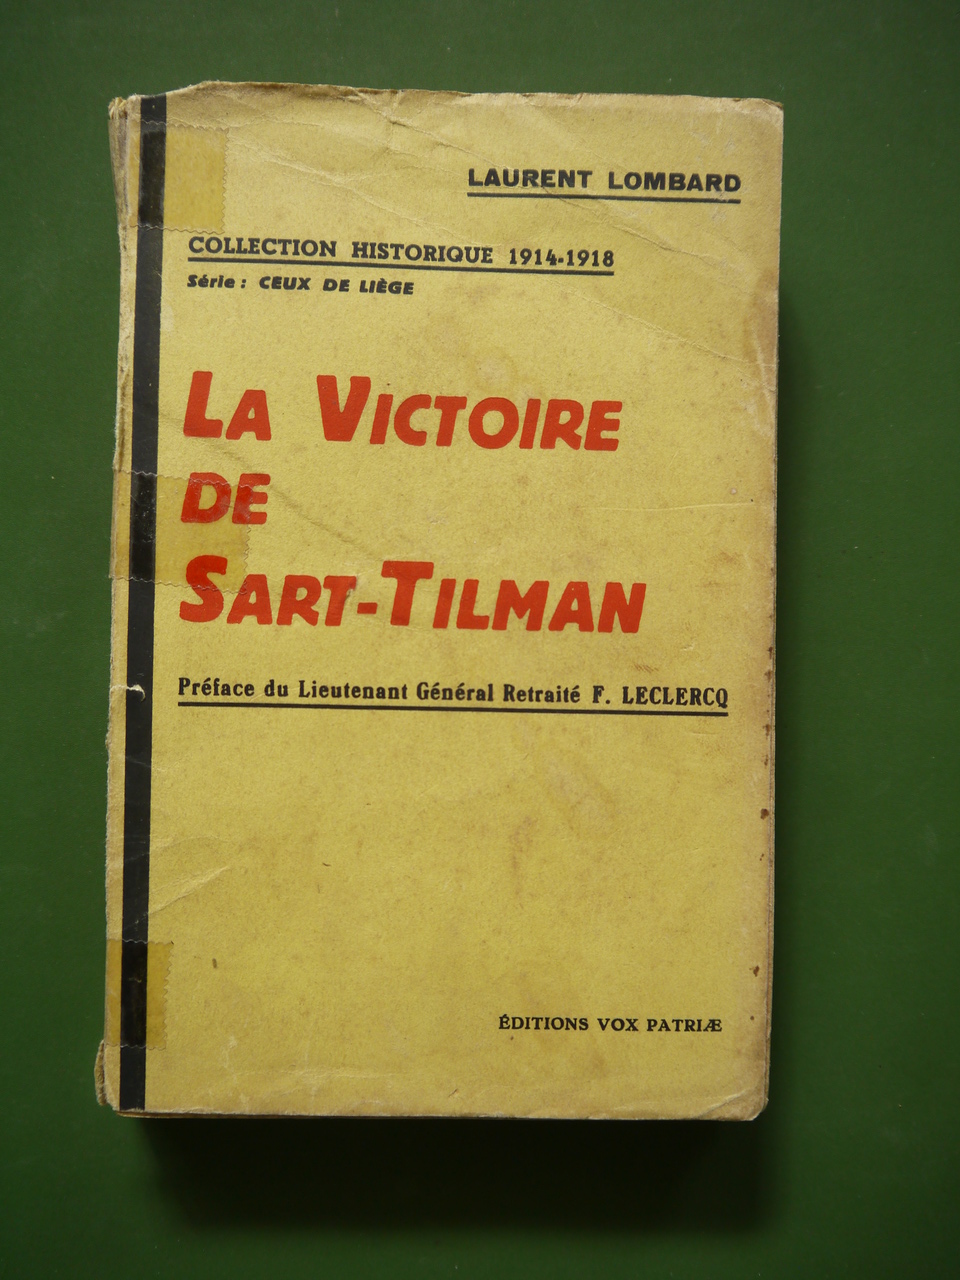 LAURENT LOMBARD
COLLECTION HISTORIQUE 1914-1918
Série : CEUX DE LIÈGE
LA VICTOIRE
DE
SART-TILMAN
Préface du Lieutenant Général Retraité F. LECLERCQ
ÉDITIONS VOX PATRIÆ